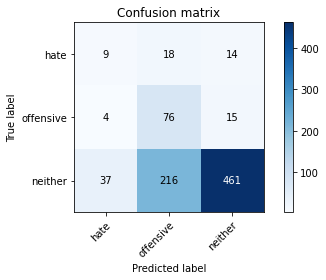 Confusion matrix
True label
hate 9 18 14
offensive 4 76 15
neither 37 216 461
hate offensive neither
Predicted label
400
300
200
100